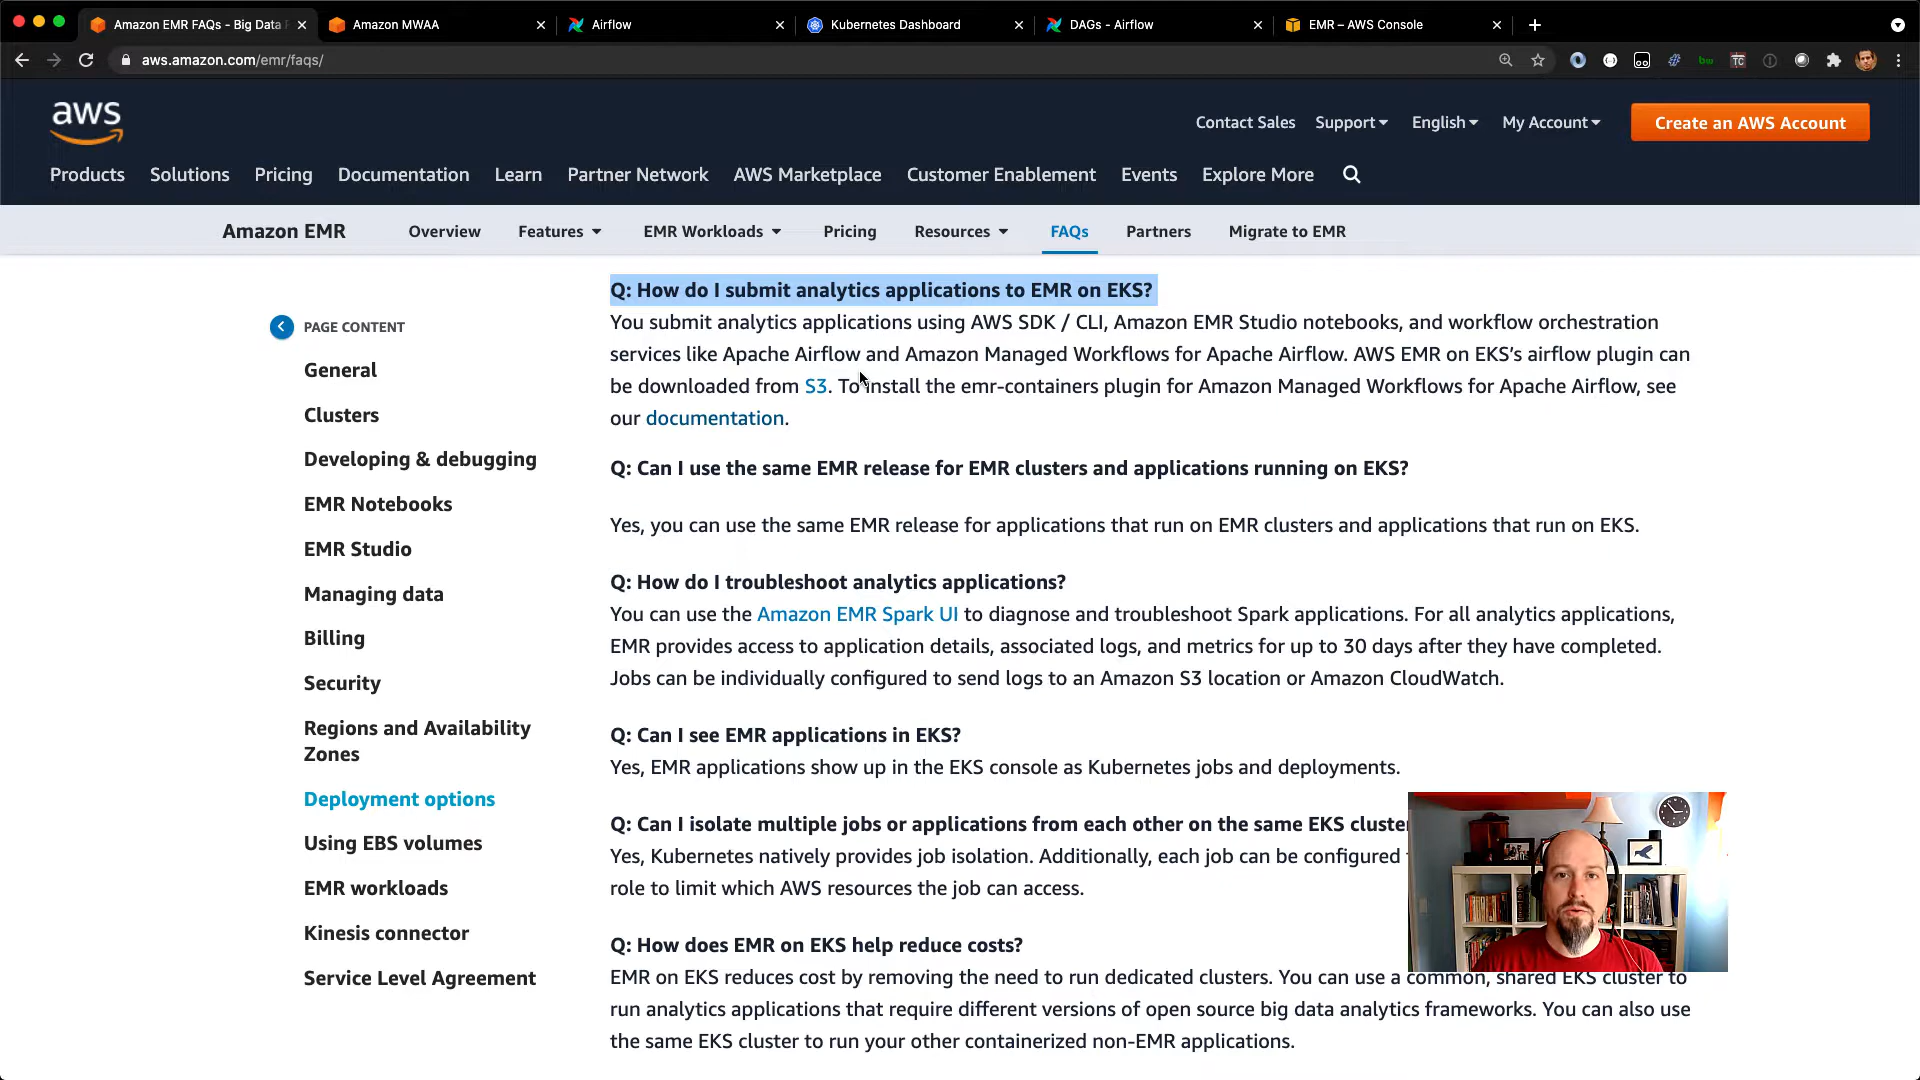 Amazon EMR FAQs - Big Data
Amazon MWAA
Airflow
Kubernetes Dashboard
DAGs - Airflow
EMR – AWS Console
aws.amazon.com/emr/faqs/
aws
Contact Sales
Support
English
My Account
Create an AWS Account
Products
Solutions
Pricing
Documentation
Learn
Partner Network
AWS Marketplace
Customer Enablement
Events
Explore More
Amazon EMR
Overview
Features
EMR Workloads
Pricing
Resources
FAQs
Partners
Migrate to EMR
PAGE CONTENT
General
Clusters
Developing & debugging
EMR Notebooks
EMR Studio
Managing data
Billing
Security
Regions and Availability
Zones
Deployment options
Using EBS volumes
EMR workloads
Kinesis connector
Service Level Agreement
Q: How do I submit analytics applications to EMR on EKS?
You submit analytics applications using AWS SDK / CLI, Amazon EMR Studio notebooks, and workflow orchestration
services like Apache Airflow and Amazon Managed Workflows for Apache Airflow. AWS EMR on EKS’s airflow plugin can
be downloaded from S3. To install the emr-containers plugin for Amazon Managed Workflows for Apache Airflow, see
our documentation.
Q: Can I use the same EMR release for EMR clusters and applications running on EKS?
Yes, you can use the same EMR release for applications that run on EMR clusters and applications that run on EKS.
Q: How do I troubleshoot analytics applications?
You can use the Amazon EMR Spark UI to diagnose and troubleshoot Spark applications. For all analytics applications,
EMR provides access to application details, associated logs, and metrics for up to 30 days after they have completed.
Jobs can be individually configured to send logs to an Amazon S3 location or Amazon CloudWatch.
Q: Can I see EMR applications in EKS?
Yes, EMR applications show up in the EKS console as Kubernetes jobs and deployments.
Q: Can I isolate multiple jobs or applications from each other on the same EKS cluster
Yes, Kubernetes natively provides job isolation. Additionally, each job can be configured
role to limit which AWS resources the job can access.
Q: How does EMR on EKS help reduce costs?
EMR on EKS reduces cost by removing the need to run dedicated clusters. You can use a common, shared EKS cluster to
run analytics applications that require different versions of open source big data analytics frameworks. You can also use
the same EKS cluster to run your other containerized non-EMR applications.